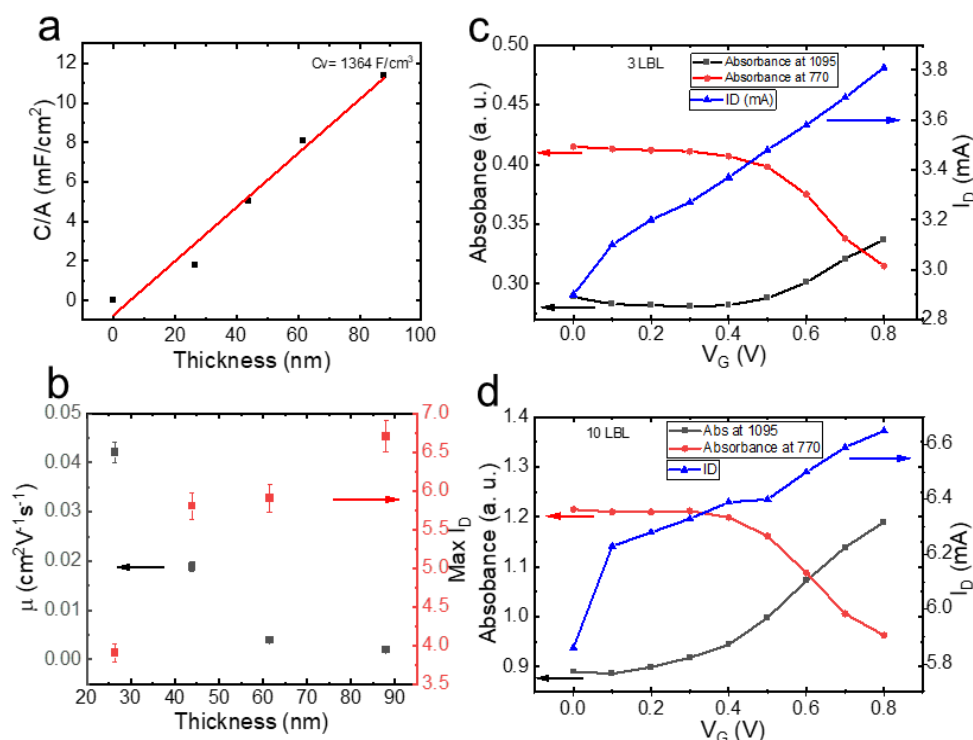 a
Cv= 1364 F/cm³
12
10
8
6
4
2
0
C/A (mF/cm²)
0 20 40 60 80 100
Thickness (nm)
b
0.05
0.04
0.03
0.02
0.01
0.00
μ (cm²V⁻¹s⁻¹)
7.0
6.5
6.0
5.5
5.0
4.5
4.0
3.5
Max I_D
20 30 40 50 60 70 80 90
Thickness (nm)
c
3 LBL
Absorbance at 1095
Absorbance at 770
ID (mA)
0.50
0.45
0.40
0.35
0.30
Absobance (a. u.)
3.8
3.6
3.4
3.2
3.0
2.8
I_D (mA)
0.0 0.2 0.4 0.6 0.8
V_G (V)
d
10 LBL
Abs at 1095
Absorbance at 770
ID
1.4
1.3
1.2
1.1
1.0
0.9
Absobance (a. u.)
6.6
6.4
6.2
6.0
5.8
I_D (mA)
0.0 0.2 0.4 0.6 0.8
V_G (V)